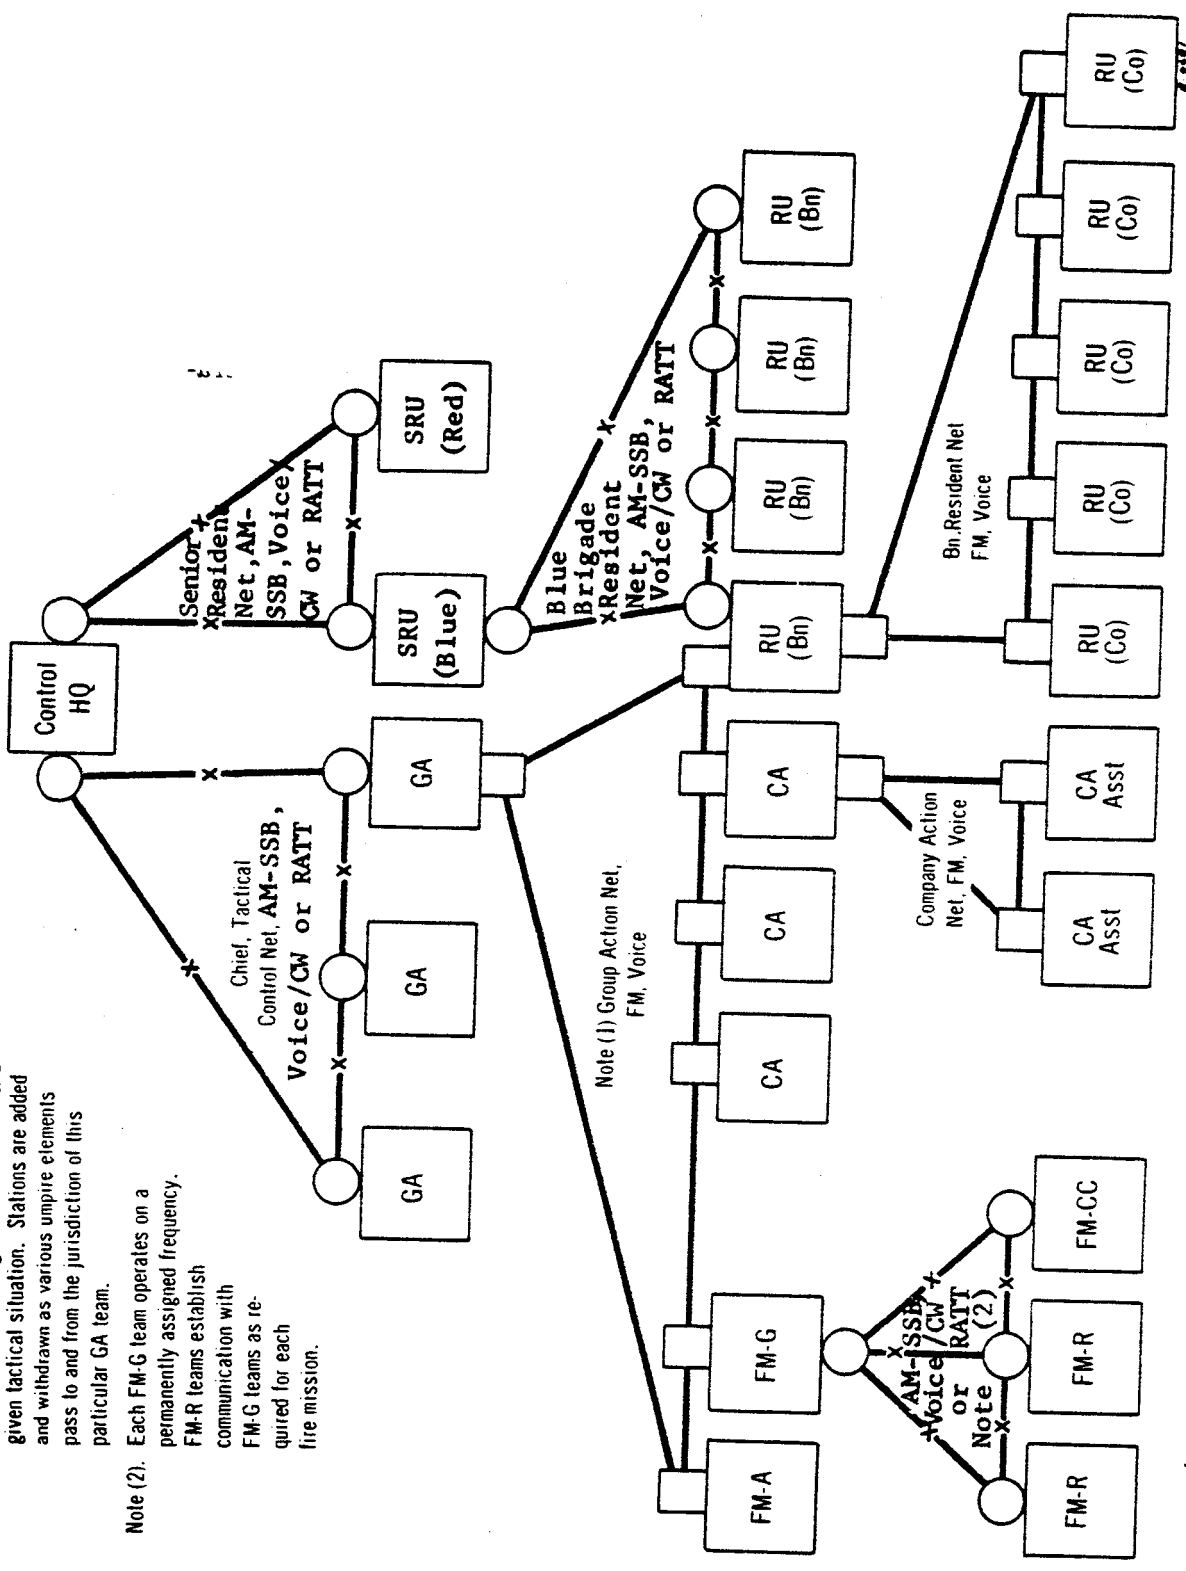 given tactical situation. Stations are added
and withdrawn as various umpire elements
pass to and from the jurisdiction of this
particular GA team.
Note (2). Each FM-G team operates on a
permanently assigned frequency.
FM-R teams establish
communication with
FM-G teams as re-
quired for each
fire mission.
Control
HQ
Chief, Tactical
Control Net, AM-SSB,
Voice/CW or RATT
Senior
Resident
Net, AM-
SSB, Voice/
CW or RATT
GA
GA
GA
SRU
(Blue)
SRU
(Red)
Note (1) Group Action Net,
FM, Voice
Blue
Brigade
Resident
Net, AM-SSB,
Voice/CW or RATT
FM-A
FM-G
CA
CA
CA
RU
(Bn)
RU
(Bn)
RU
(Bn)
RU
(Bn)
AM-SSB,
Voice/CW
or RATT
Note (2)
Company Action
Net, FM, Voice
Bn. Resident Net
FM, Voice
FM-R
FM-R
FM-CC
CA
Asst
CA
Asst
RU
(Co)
RU
(Co)
RU
(Co)
RU
(Co)
RU
(Co)